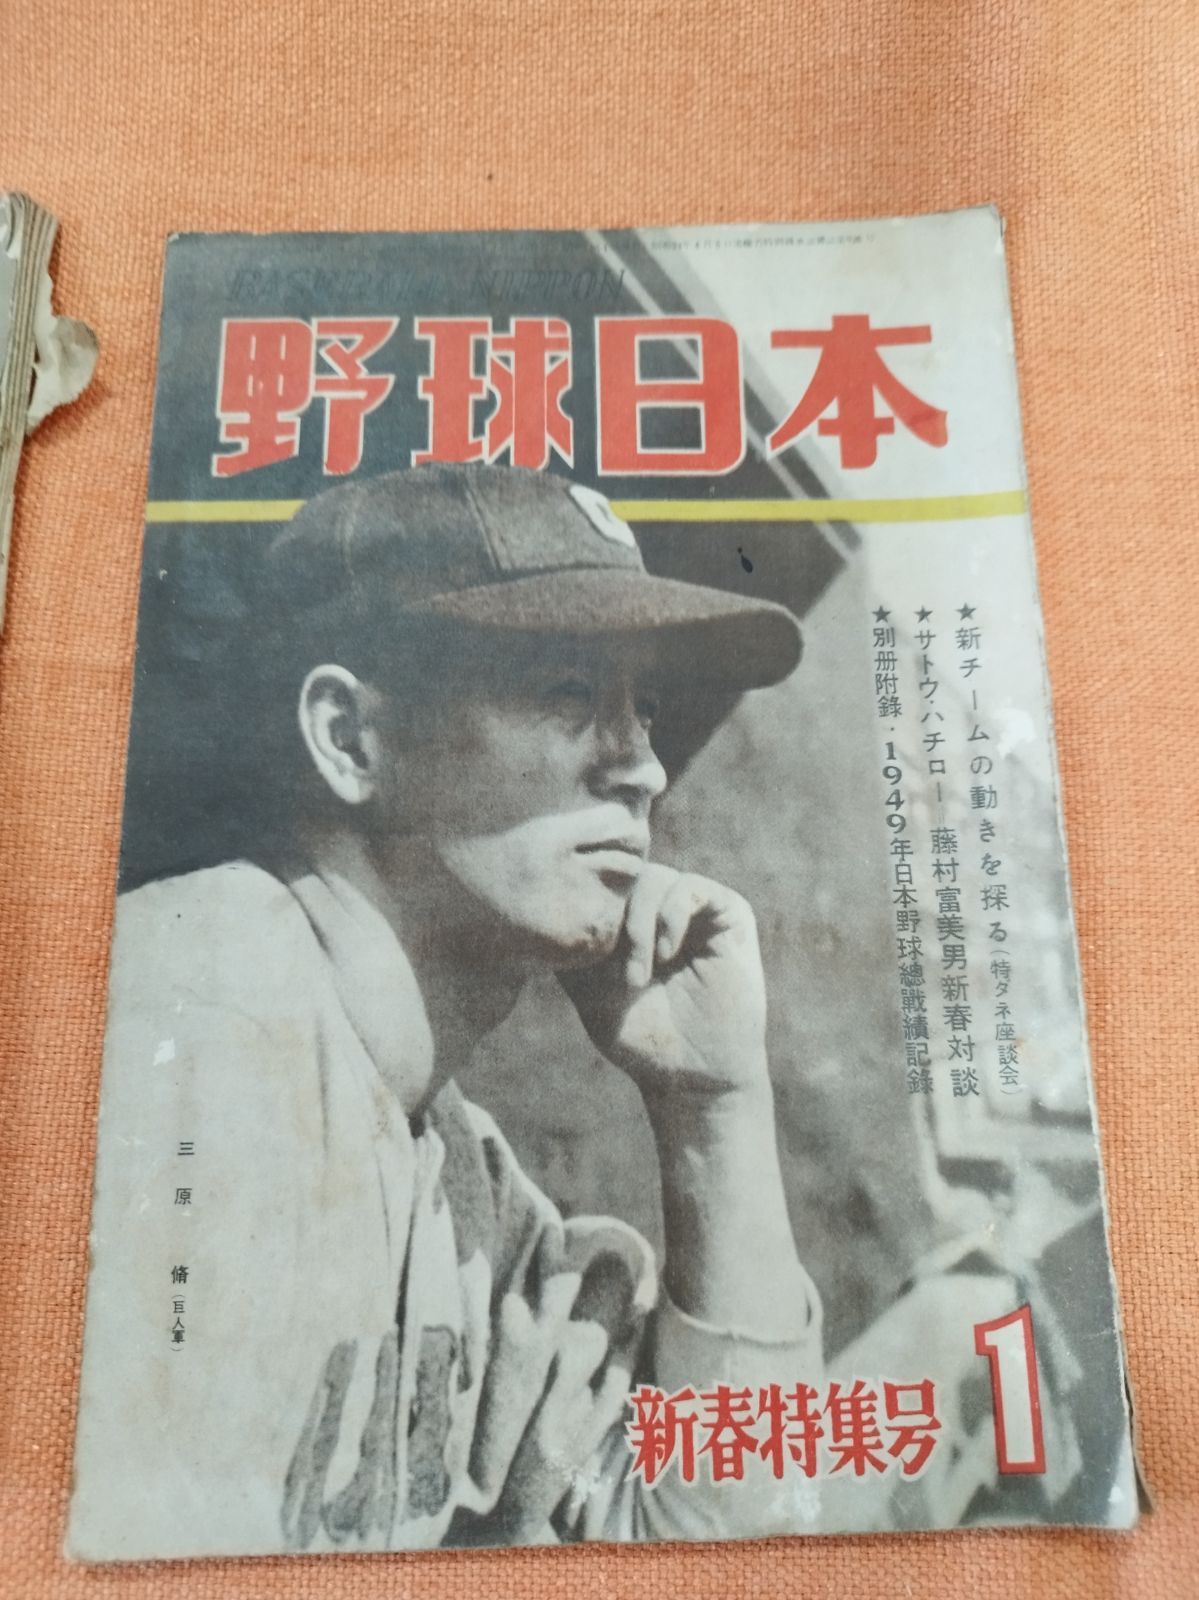 BASEBALL NIPPON
野球日本
★新チームの動きを探る(特ダネ座談会)
★サトウ・ハチロー=藤村富美男新春対談
★別册附錄・1949年日本野球總戰績記錄
三原 脩(巨人軍)
新春特集号
1